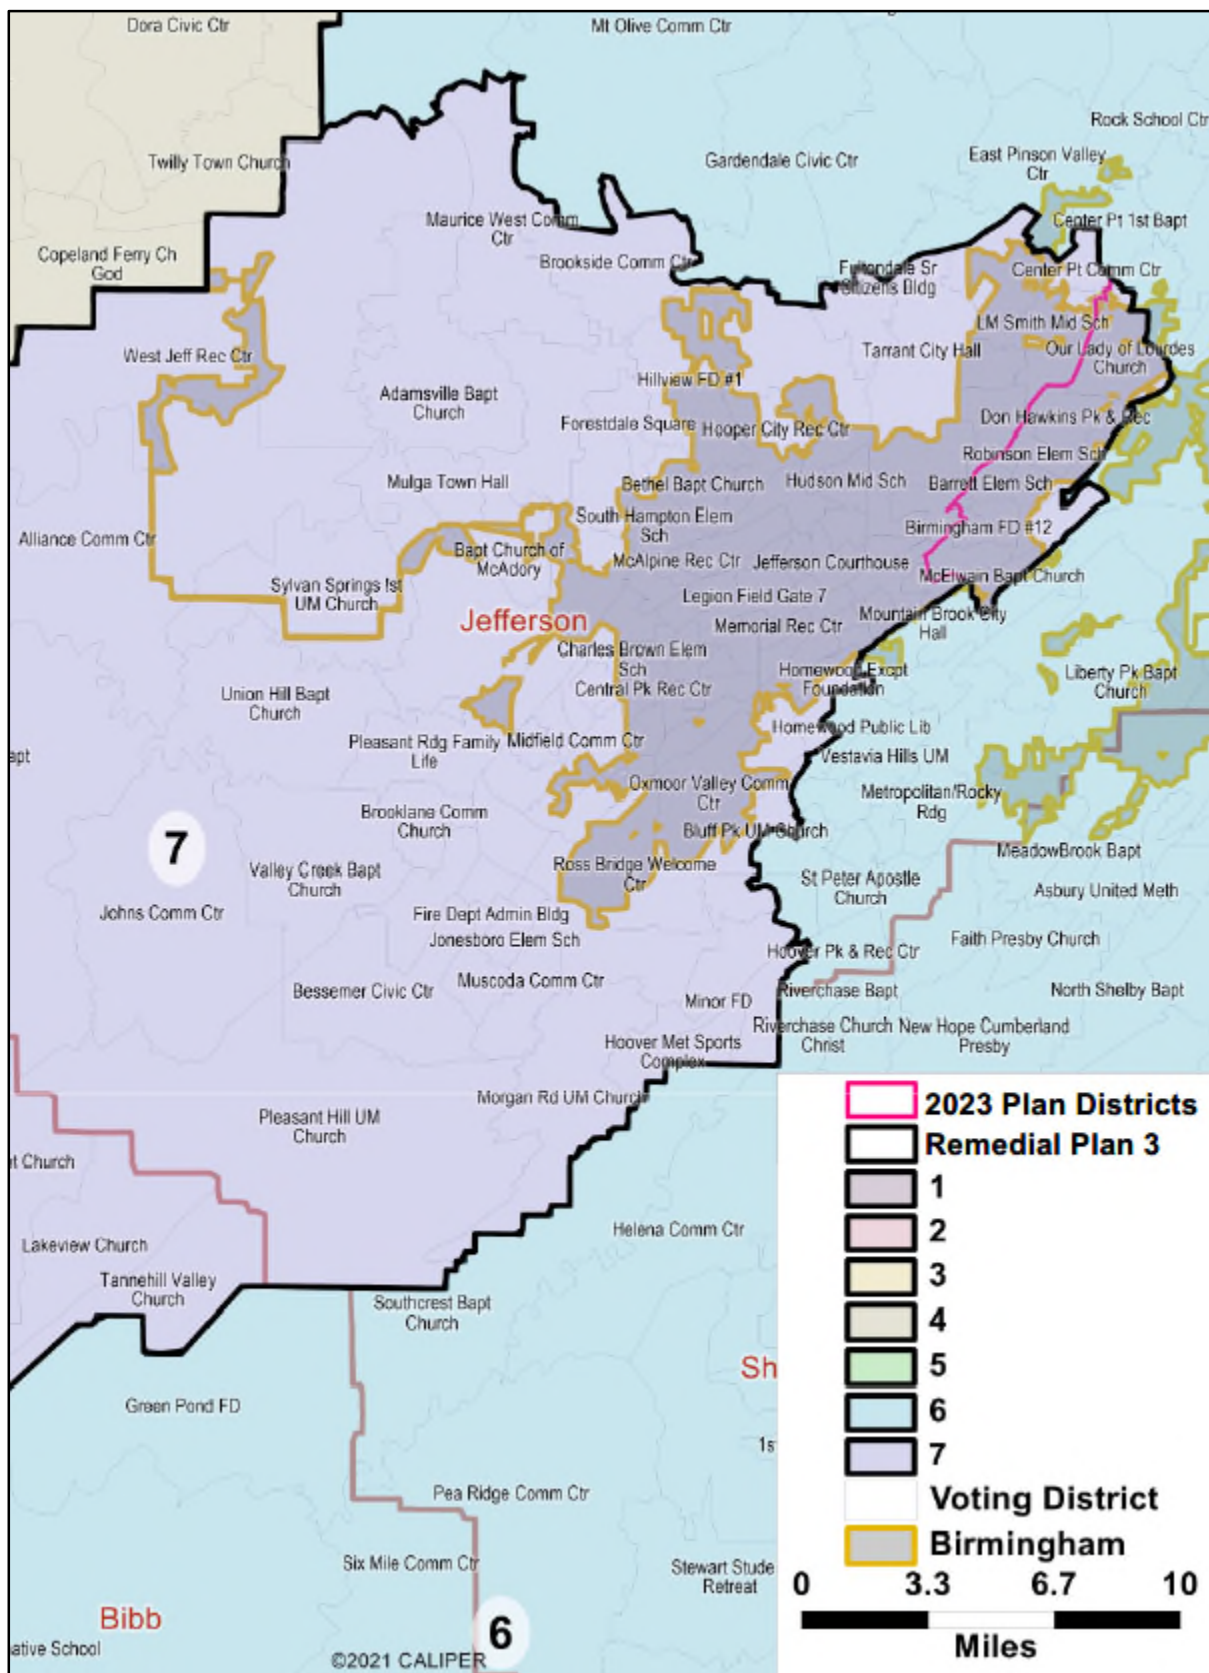 Dora Civic Ctr
Mt Olive Comm Ctr
Rock School Ctr
Twilly Town Church
Gardendale Civic Ctr
East Pinson Valley
Ctr
Maurice West Comm
Ctr
Center Pt 1st Bapt
Copeland Ferry Ch
God
Brookside Comm Ctr
Fultondale Sr
Citizens Bldg
Center Pt Comm Ctr
LM Smith Mid Sch
West Jeff Rec Ctr
Tarrant City Hall
Our Lady of Lourdes
Church
Hillview FD #1
Adamsville Bapt
Church
Forestdale Square
Hooper City Rec Ctr
Don Hawkins Pk & Rec
Robinson Elem Sch
Mulga Town Hall
Bethel Bapt Church
Hudson Mid Sch
Barrett Elem Sch
South Hampton Elem
Sch
Birmingham FD #12
Alliance Comm Ctr
Bapt Church of
McAdory
McAlpine Rec Ctr
Jefferson Courthouse
McElwain Bapt Church
Sylvan Springs Ist
UM Church
Legion Field Gate 7
Jefferson
Memorial Rec Ctr
Mountain Brook City
Hall
Charles Brown Elem
Sch
Homewood Excpt
Foundation
Liberty Pk Bapt
Church
Union Hill Bapt
Church
Central Pk Rec Ctr
Homewood Public Lib
Pleasant Rdg Family
Life
Midfield Comm Ctr
Vestavia Hills UM
apt
Oxmoor Valley Comm
Ctr
Metropolitan/Rocky
Rdg
Brooklane Comm
Church
Bluff Pk UM Church
7
MeadowBrook Bapt
Valley Creek Bapt
Church
Ross Bridge Welcome
Ctr
St Peter Apostle
Church
Asbury United Meth
Johns Comm Ctr
Fire Dept Admin Bldg
Jonesboro Elem Sch
Faith Presby Church
Hoover Pk & Rec Ctr
Bessemer Civic Ctr
Muscoda Comm Ctr
Minor FD
Riverchase Bapt
North Shelby Bapt
Hoover Met Sports
Complex
Riverchase Church
Christ
New Hope Cumberland
Presby
Morgan Rd UM Church
Pleasant Hill UM
Church
nt Church
Helena Comm Ctr
Lakeview Church
Tannehill Valley
Church
Southcrest Bapt
Church
Sh
Green Pond FD
1st
Pea Ridge Comm Ctr
Six Mile Comm Ctr
Stewart Stude
Retreat
Bibb
6
ative School
©2021 CALIPER
2023 Plan Districts
Remedial Plan 3
1
2
3
4
5
6
7
Voting District
Birmingham
0 3.3 6.7 10
Miles